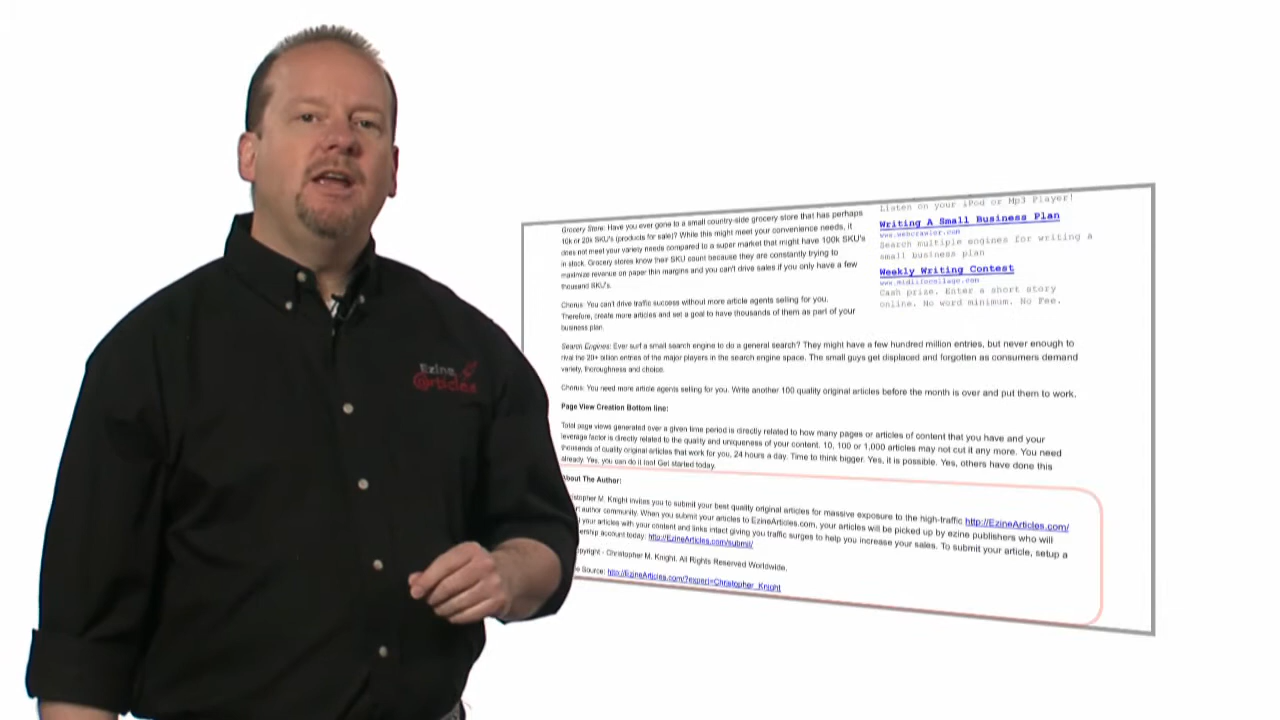 Ezine
@rticles
Grocery Store: Have you ever gone to a small country-side grocery store that has perhaps
10k or 20k SKU's (products for sale)? While this might meet your convenience needs, it
does not meet your variety needs compared to a super market that might have 100k SKU's
in stock. Grocery stores know their SKU count because they are constantly trying to
maximize revenue on paper thin margins and you can't drive sales if you only have a few
thousand SKU's.
Chorus: You can't drive traffic success without more article agents selling for you.
Therefore, create more articles and set a goal to have thousands of them as part of your
business plan.
Listen on your iPod or Mp3 Player!
Writing A Small Business Plan
www.webcrawler.com
Search multiple engines for writing a
small business plan
Weekly Writing Contest
www.midlifecollage.com
Cash prize. Enter a short story
online. No word minimum. No Fee.
Search Engines: Ever surf a small search engine to do a general search? They might have a few hundred million entries, but never enough to
rival the 20+ billion entries of the major players in the search engine space. The small guys get displaced and forgotten as consumers demand
variety, thoroughness and choice.
Chorus: You need more article agents selling for you. Write another 100 quality original articles before the month is over and put them to work.
Page View Creation Bottom line:
Total page views generated over a given time period is directly related to how many pages or articles of content that you have and your
leverage factor is directly related to the quality and uniqueness of your content. 10, 100 or 1,000 articles may not cut it any more. You need
thousands of quality original articles that work for you, 24 hours a day. Time to think bigger. Yes, it is possible. Yes, others have done this
already. Yes, you can do it too! Get started today.
About The Author:
stopher M. Knight invites you to submit your best quality original articles for massive exposure to the high-traffic http://EzineArticles.com/
t author community. When you submit your articles to EzineArticles.com, your articles will be picked up by ezine publishers who will
your articles with your content and links intact giving you traffic surges to help you increase your sales. To submit your article, setup a
ership account today: http://EzineArticles.com/submit/
pyright - Christopher M. Knight. All Rights Reserved Worldwide.
e Source: http://EzineArticles.com/?expert=Christopher_Knight